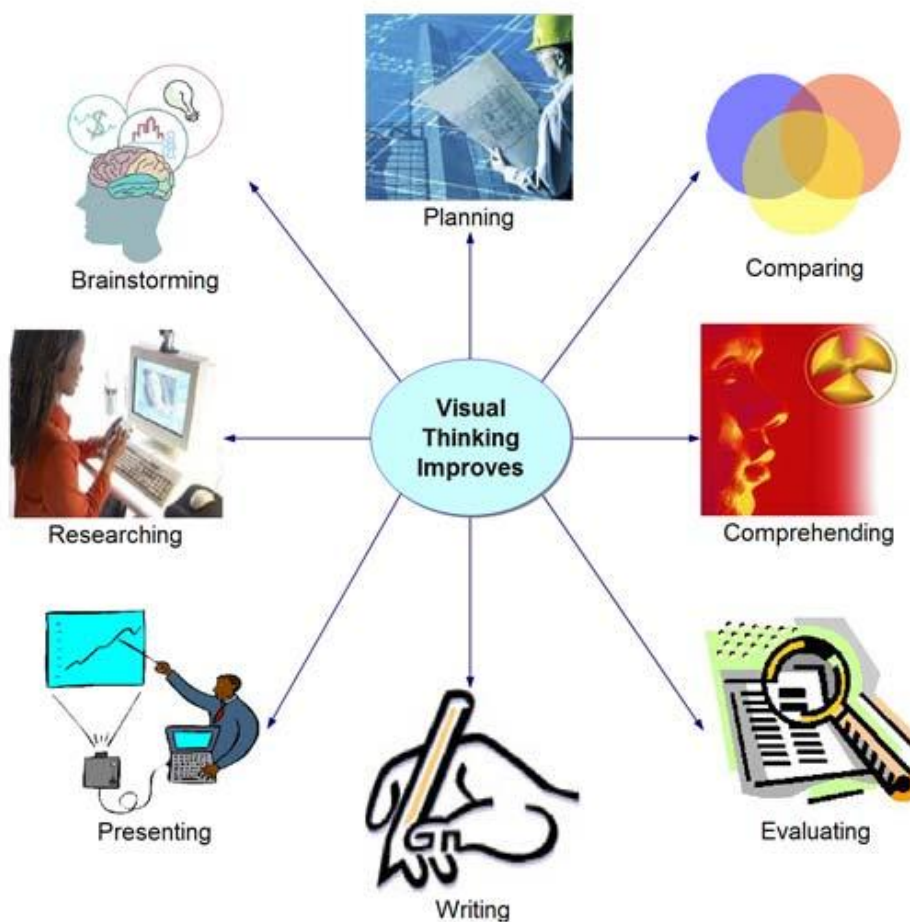 Planning
Brainstorming
Comparing
Visual
Thinking
Improves
Researching
Comprehending
Presenting
Evaluating
Writing